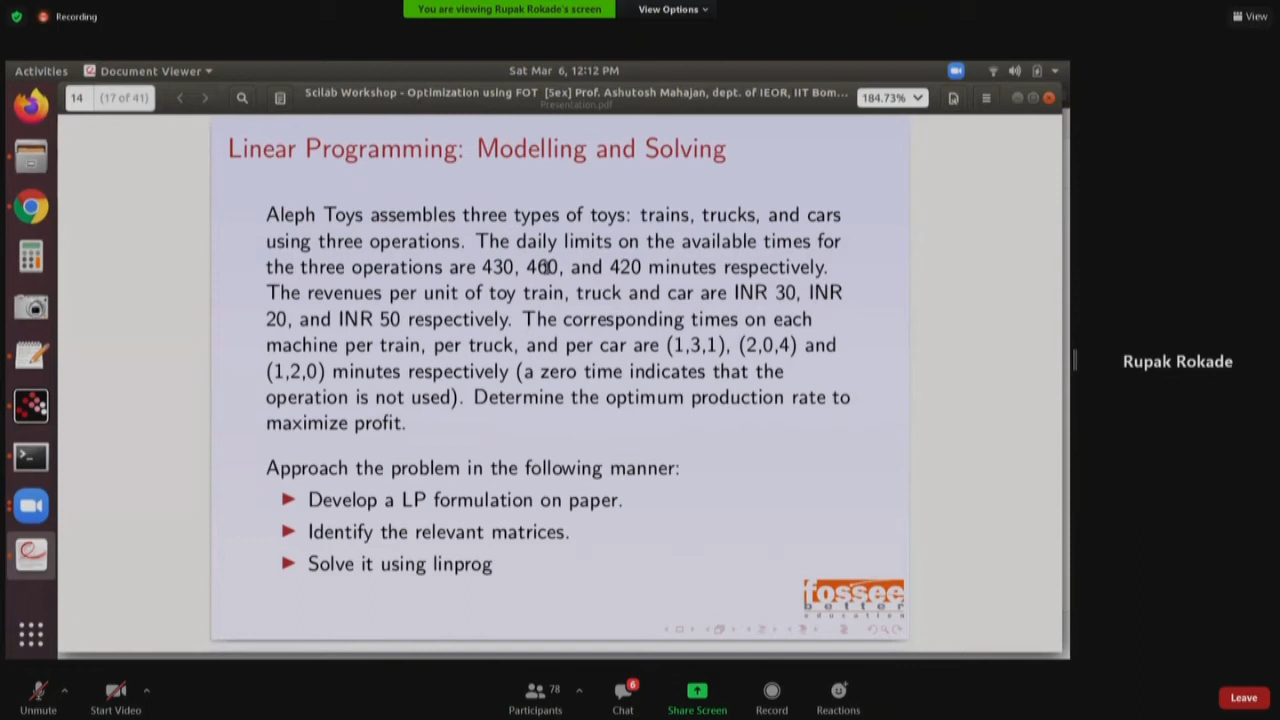 Recording
You are viewing Rupak Rokade's screen
View Options
View
Activities
Document Viewer
Sat Mar 6, 12:12 PM
14
(17 of 41)
Scilab Workshop - Optimization using FOT [Sex] Prof. Ashutosh Mahajan, dept. of IEOR, IIT Bom...
Presentation.pdf
184.73%
Linear Programming: Modelling and Solving
Aleph Toys assembles three types of toys: trains, trucks, and cars
using three operations. The daily limits on the available times for
the three operations are 430, 460, and 420 minutes respectively.
The revenues per unit of toy train, truck and car are INR 30, INR
20, and INR 50 respectively. The corresponding times on each
machine per train, per truck, and per car are (1,3,1), (2,0,4) and
(1,2,0) minutes respectively (a zero time indicates that the
operation is not used). Determine the optimum production rate to
maximize profit.
Approach the problem in the following manner:
Develop a LP formulation on paper.
Identify the relevant matrices.
Solve it using linprog
fossee
better
education
Rupak Rokade
Unmute
Start Video
78
Participants
6
Chat
Share Screen
Record
Reactions
Leave